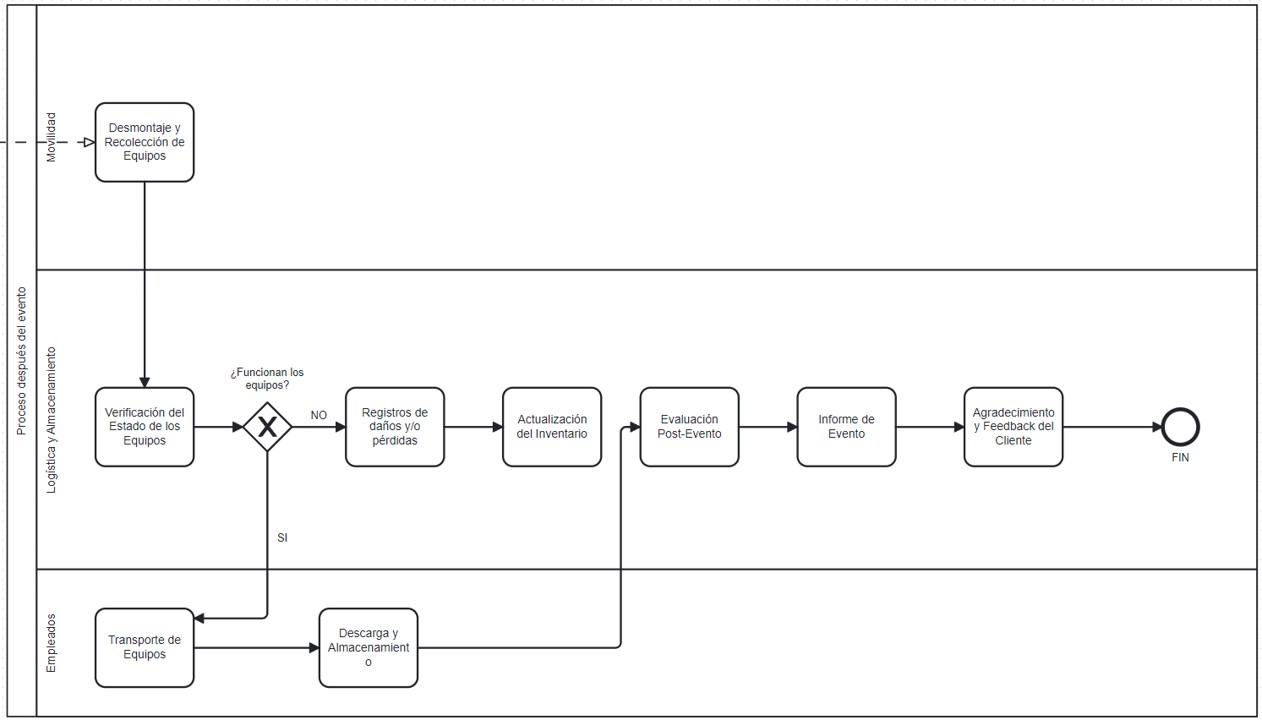 Proceso después del evento
Movilidad
Desmontaje y
Recolección de
Equipos
Logística y Almacenamiento
Verificación del
Estado de los
Equipos
¿Funcionan los
equipos?
NO
SI
Registros de
daños y/o
pérdidas
Actualización
del Inventario
Evaluación
Post-Evento
Informe de
Evento
Agradecimiento
y Feedback del
Cliente
FIN
Empleados
Transporte de
Equipos
Descarga y
Almacenamient
o